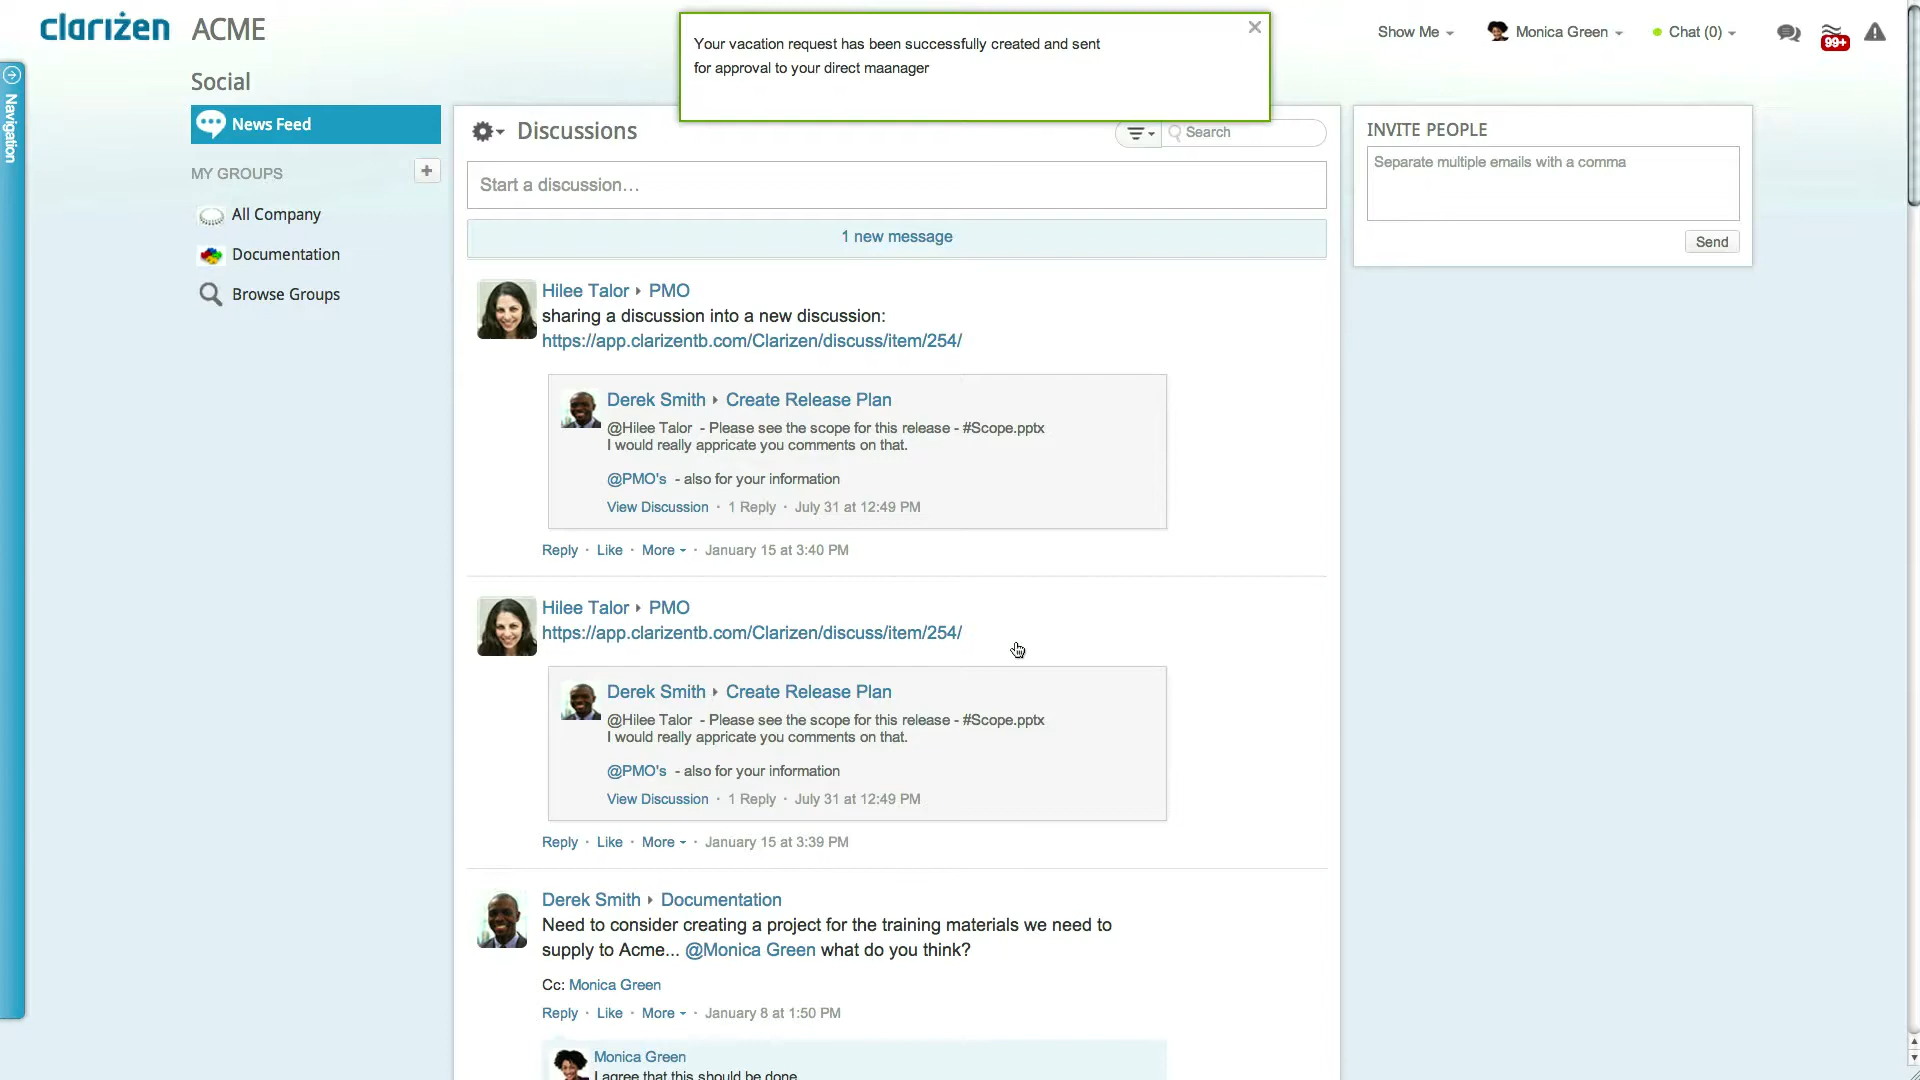 clarizen ACME
Your vacation request has been successfully created and sent
for approval to your direct maanager
Show Me
Monica Green
Chat (0)
99+
Navigation
Social
News Feed
MY GROUPS
+
All Company
Documentation
Browse Groups
Discussions
Search
Start a discussion…
1 new message
Hilee Talor PMO
sharing a discussion into a new discussion:
https://app.clarizentb.com/Clarizen/discuss/item/254/
Derek Smith Create Release Plan
@Hilee Talor - Please see the scope for this release - #Scope.pptx
I would really appricate you comments on that.
@PMO's - also for your information
View Discussion · 1 Reply · July 31 at 12:49 PM
Reply · Like · More · January 15 at 3:40 PM
Hilee Talor PMO
https://app.clarizentb.com/Clarizen/discuss/item/254/
Derek Smith Create Release Plan
@Hilee Talor - Please see the scope for this release - #Scope.pptx
I would really appricate you comments on that.
@PMO's - also for your information
View Discussion · 1 Reply · July 31 at 12:49 PM
Reply · Like · More · January 15 at 3:39 PM
Derek Smith Documentation
Need to consider creating a project for the training materials we need to
supply to Acme... @Monica Green what do you think?
Cc: Monica Green
Reply · Like · More · January 8 at 1:50 PM
Monica Green
I agree that this should be done
INVITE PEOPLE
Separate multiple emails with a comma
Send